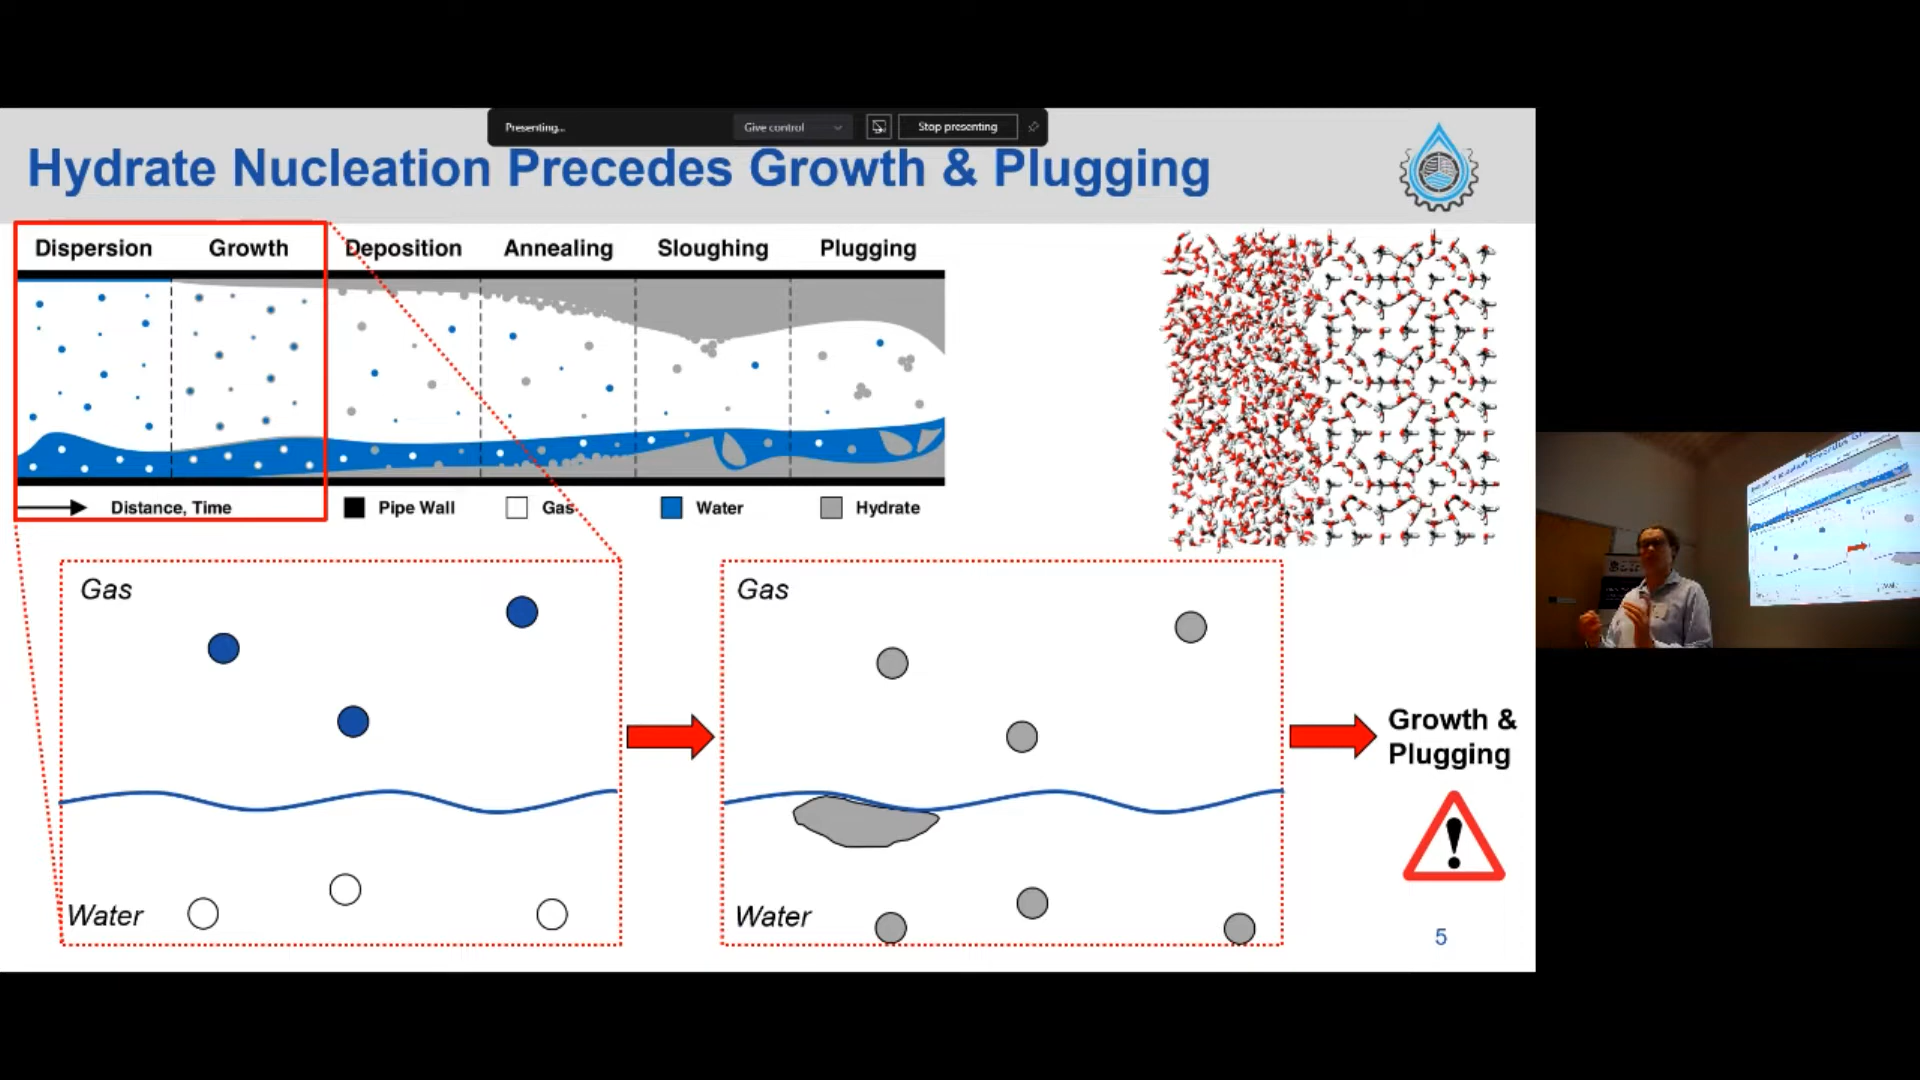 Presenting...
Give control
Stop presenting
Hydrate Nucleation Precedes Growth & Plugging
Dispersion Growth Deposition Annealing Sloughing Plugging
Distance, Time Pipe Wall Gas Water Hydrate
Gas
Gas
Growth &
Plugging
Water
Water
5